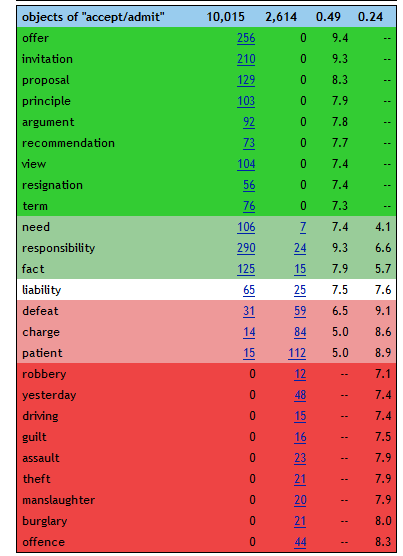 objects of "accept/admit" 10,015 2,614 0.49 0.24
offer 256 0 9.4 --
invitation 210 0 9.3 --
proposal 129 0 8.3 --
principle 103 0 7.9 --
argument 92 0 7.8 --
recommendation 73 0 7.7 --
view 104 0 7.4 --
resignation 56 0 7.4 --
term 76 0 7.3 --
need 106 7 7.4 4.1
responsibility 290 24 9.3 6.6
fact 125 15 7.9 5.7
liability 65 25 7.5 7.6
defeat 31 59 6.5 9.1
charge 14 84 5.0 8.6
patient 15 112 5.0 8.9
robbery 0 12 -- 7.1
yesterday 0 48 -- 7.4
driving 0 15 -- 7.4
guilt 0 16 -- 7.5
assault 0 23 -- 7.9
theft 0 21 -- 7.9
manslaughter 0 20 -- 7.9
burglary 0 21 -- 8.0
offence 0 44 -- 8.3